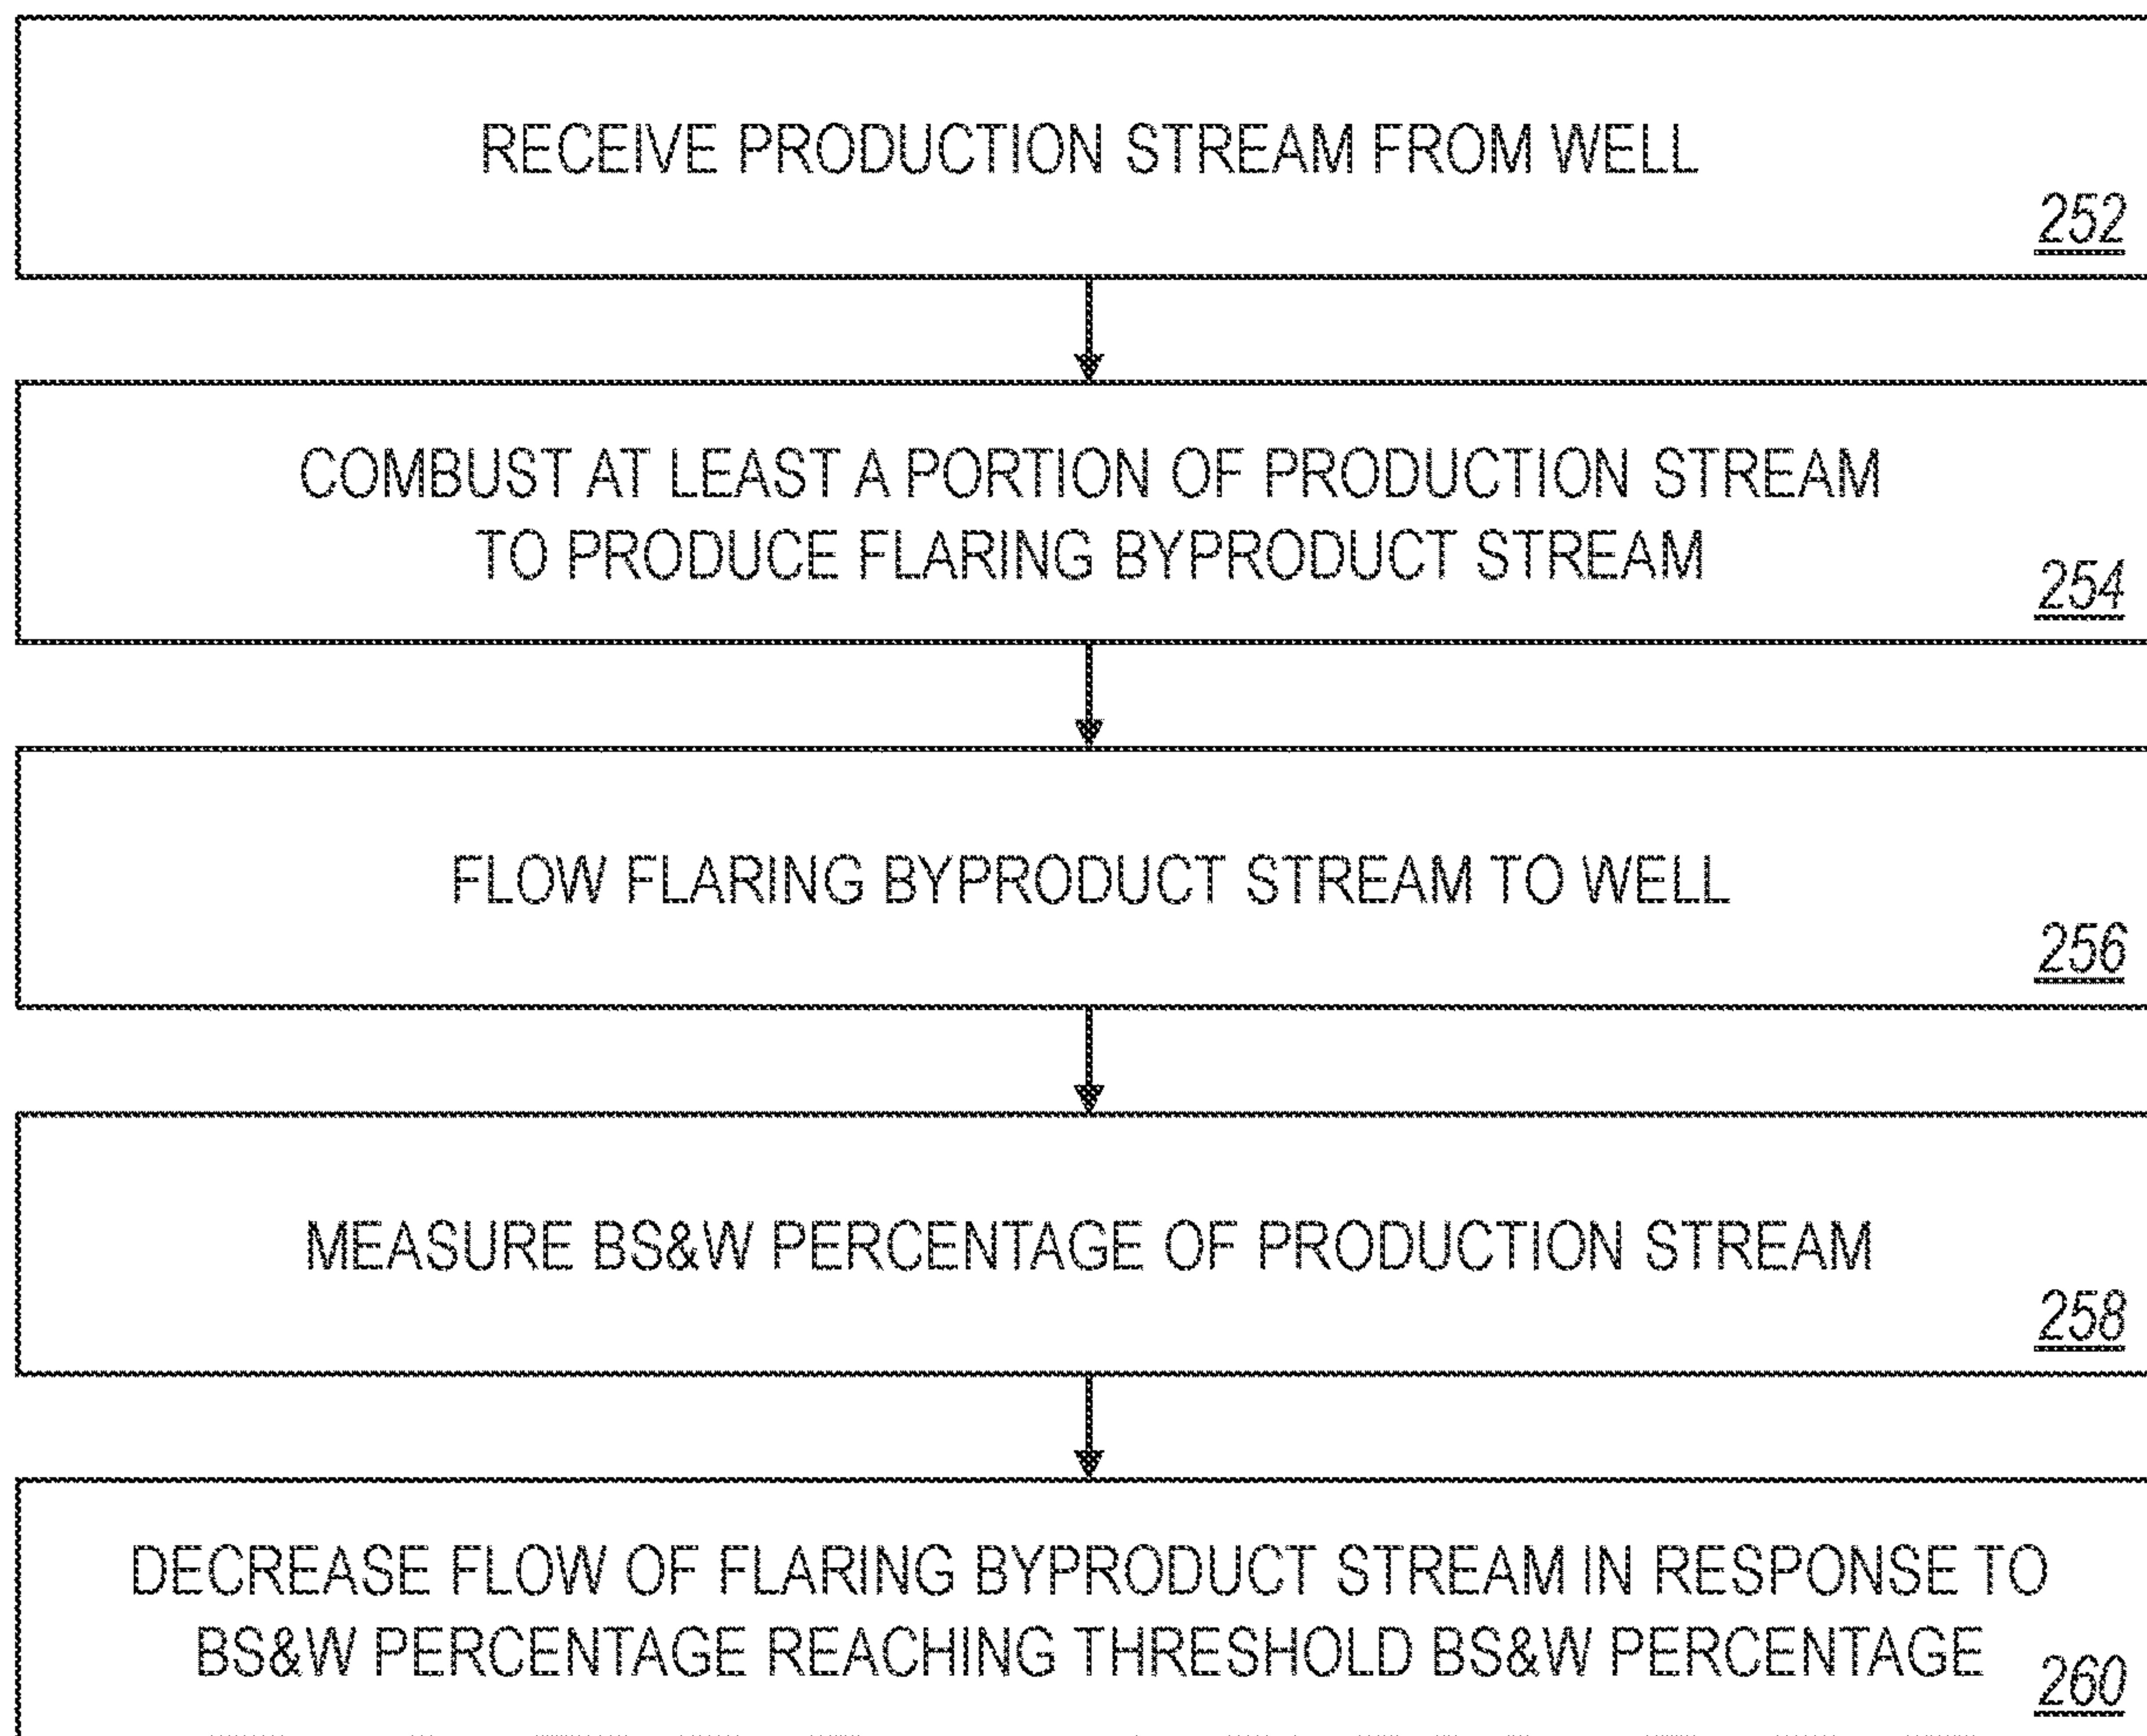 RECEIVE PRODUCTION STREAM FROM WELL
252
COMBUST AT LEAST A PORTION OF PRODUCTION STREAM
TO PRODUCE FLARING BYPRODUCT STREAM
254
FLOW FLARING BYPRODUCT STREAM TO WELL
256
MEASURE BS&W PERCENTAGE OF PRODUCTION STREAM
258
DECREASE FLOW OF FLARING BYPRODUCT STREAM IN RESPONSE TO
BS&W PERCENTAGE REACHING THRESHOLD BS&W PERCENTAGE
260